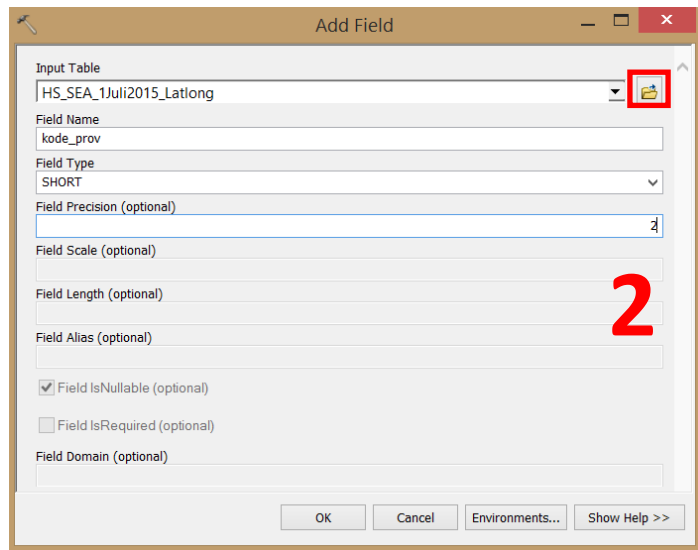 Add Field
Input Table
HS_SEA_1Juli2015_Latlong
Field Name
kode_prov
Field Type
SHORT
Field Precision (optional)
2
Field Scale (optional)
Field Length (optional)
2
Field Alias (optional)
Field IsNullable (optional)
Field IsRequired (optional)
Field Domain (optional)
OK Cancel Environments... Show Help >>